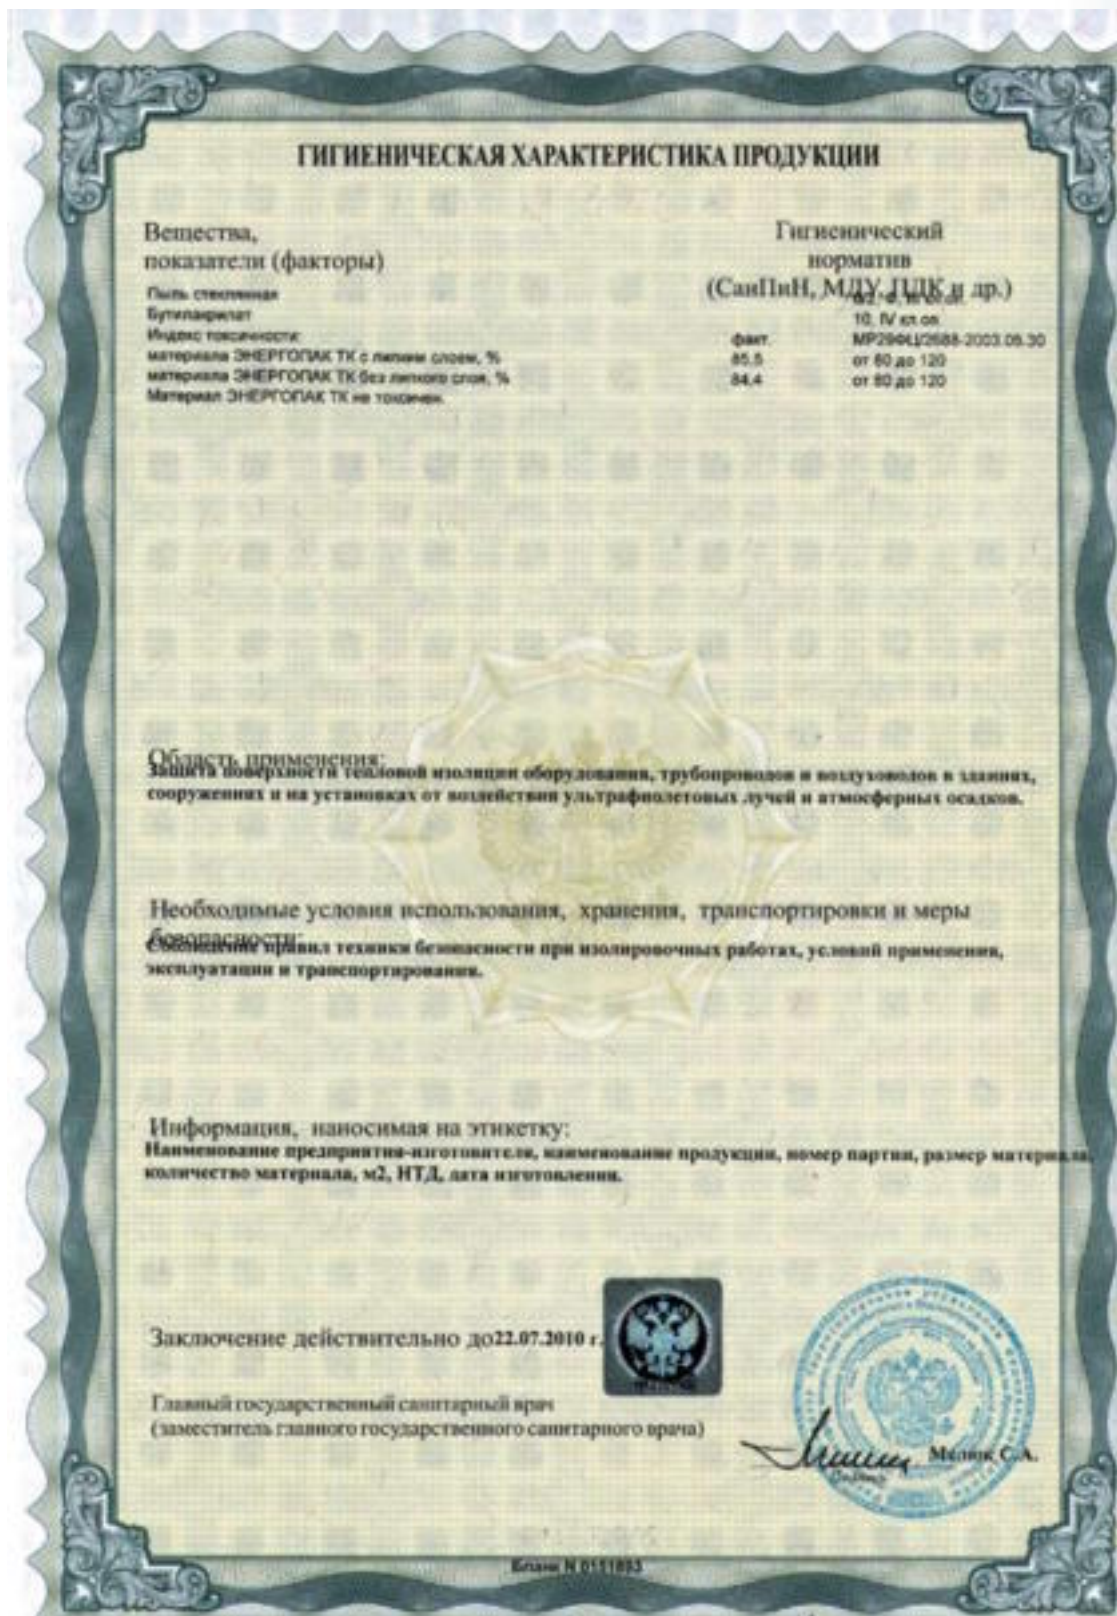 ГИГИЕНИЧЕСКАЯ ХАРАКТЕРИСТИКА ПРОДУКЦИИ
Вещества,
показатели (факторы)
Гигиенический
норматив
(СанПиН, МДУ, ПДК и др.)
Пыль стеклянная
Бутилакрилат 10, IV кл.оп.
Индекс токсичности: факт. МР29ФЦ/2688-2003.05.30
материала ЭНЕРГОПАК ТК с липким слоем, % 85,5 от 80 до 120
материала ЭНЕРГОПАК ТК без липкого слоя, % 84,4 от 80 до 120
Материал ЭНЕРГОПАК ТК не токсичен.
Область применения:
Защита поверхности тепловой изоляции оборудования, трубопроводов и воздуховодов в зданиях,
сооружениях и на установках от воздействия ультрафиолетовых лучей и атмосферных осадков.
Необходимые условия использования, хранения, транспортировки и меры
безопасности:
Соблюдение правил техники безопасности при изолировочных работах, условий применения,
эксплуатации и транспортирования.
Информация, наносимая на этикетку:
Наименование предприятия-изготовителя, наименование продукции, номер партии, размер материала,
количество материала, м2, НТД, дата изготовления.
Заключение действительно до 22.07.2010 г.
Главный государственный санитарный врач
(заместитель главного государственного санитарного врача)
С.А.
Бланк N 0151893